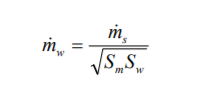 ṁ_w = ṁ_s / √(S_m S_w)